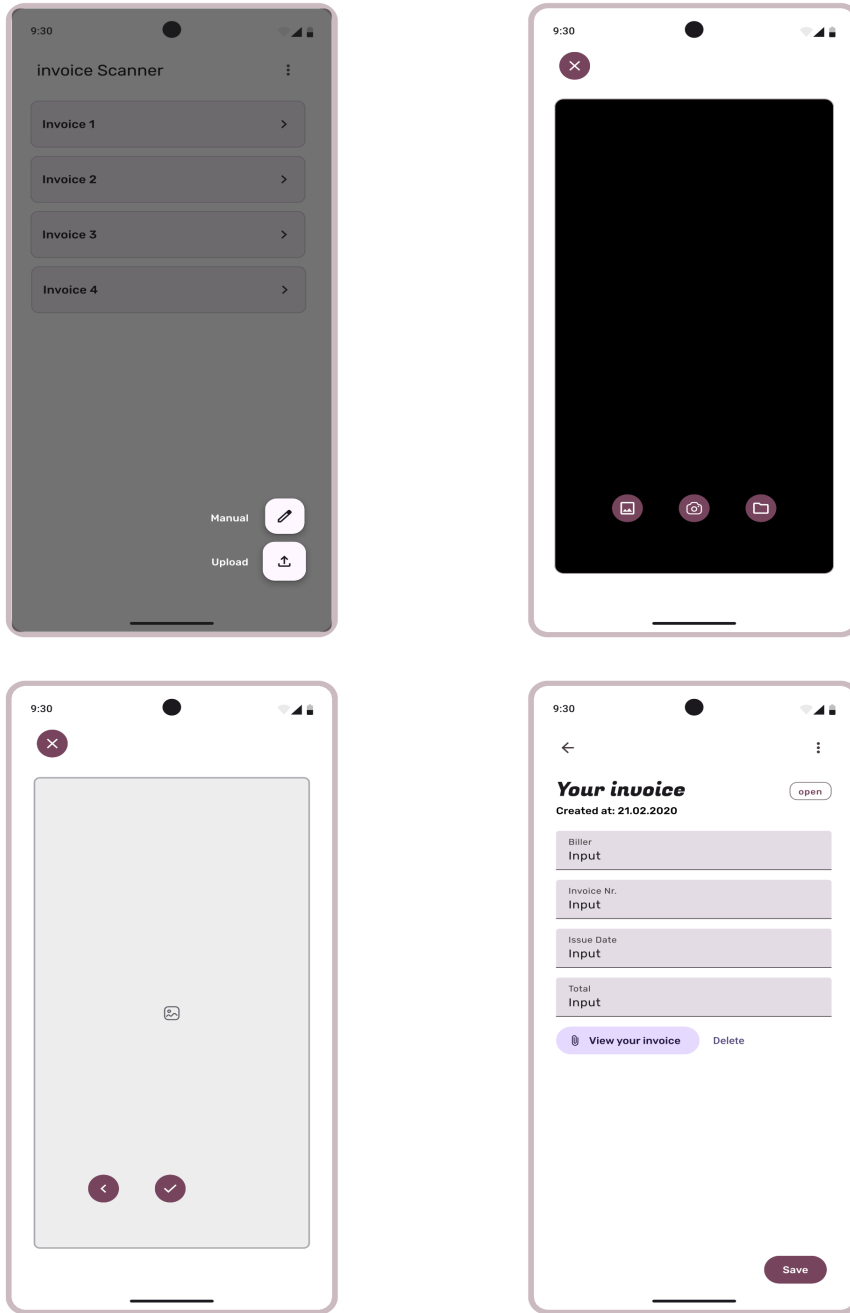 9:30
invoice Scanner
Invoice 1
Invoice 2
Invoice 3
Invoice 4
Manual
Upload
9:30
9:30
9:30
Your invoice
open
Created at: 21.02.2020
Biller
Input
Invoice Nr.
Input
Issue Date
Input
Total
Input
View your invoice Delete
Save